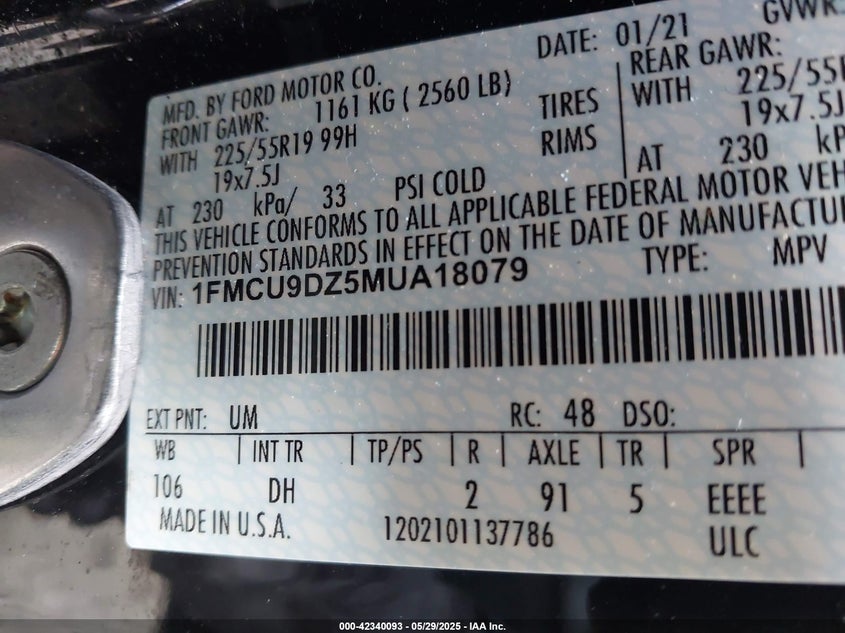 DATE: 01/21 GVWR
MFD. BY FORD MOTOR CO.
FRONT GAWR: 1161 KG ( 2560 LB) REAR GAWR:
WITH 225/55R19 99H TIRES WITH 225/55
19x7.5J RIMS 19x7.5J
AT 230 kPa/ 33 PSI COLD AT 230
THIS VEHICLE CONFORMS TO ALL APPLICABLE FEDERAL MOTOR VEH
PREVENTION STANDARDS IN EFFECT ON THE DATE OF MANUFACTU
VIN: 1FMCU9DZ5MUA18079 TYPE: MPV
EXT PNT: UM RC: 48 DSO:
WB | INT TR | TP/PS | R | AXLE | TR | SPR |
106 DH 2 91 5 EEEE
MADE IN U.S.A. 1202101137786 ULC
000-42340093 - 05/29/2025 - IAA Inc.